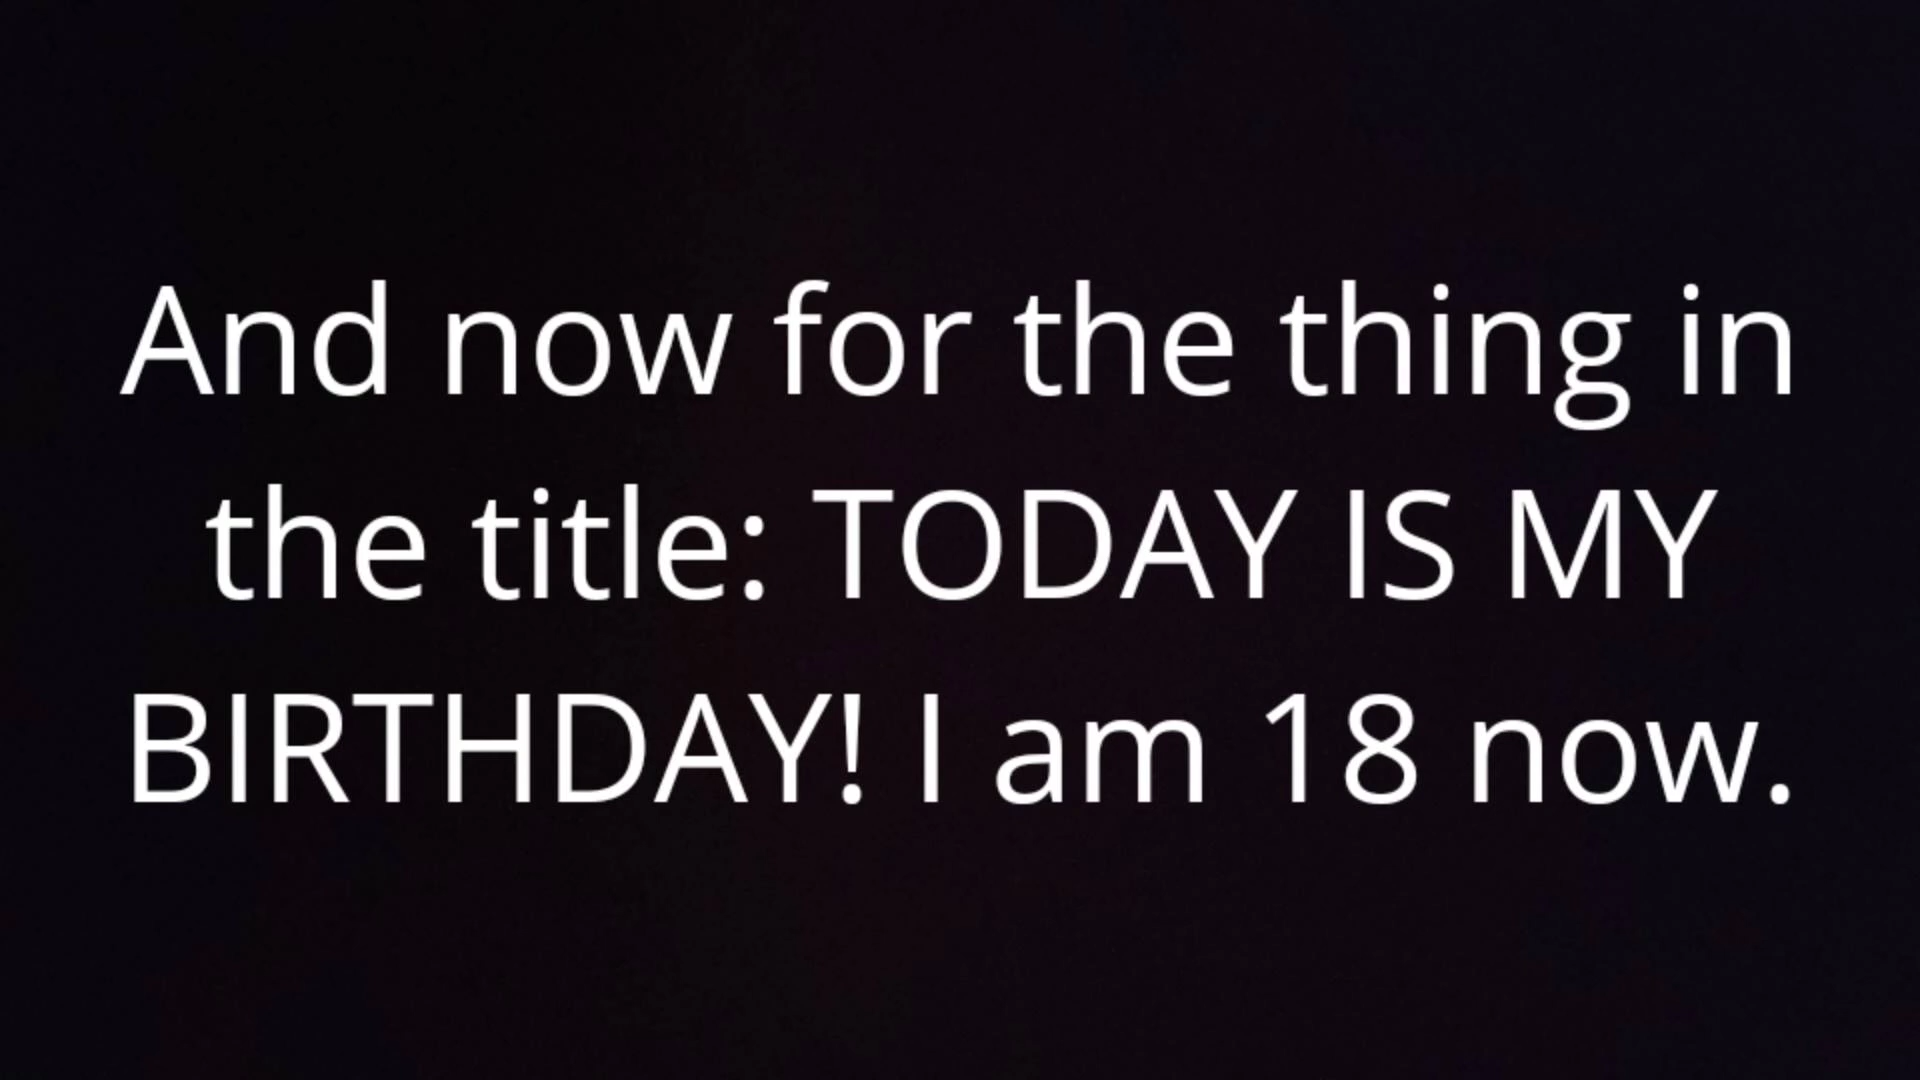 And now for the thing in
the title: TODAY IS MY
BIRTHDAY! I am 18 now.